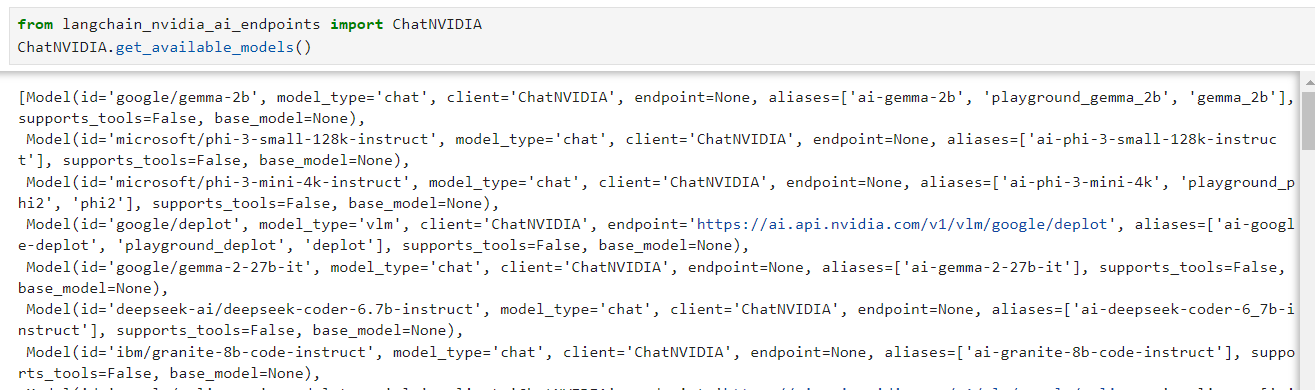 from langchain_nvidia_ai_endpoints import ChatNVIDIA
ChatNVIDIA.get_available_models()
[Model(id='google/gemma-2b', model_type='chat', client='ChatNVIDIA', endpoint=None, aliases=['ai-gemma-2b', 'playground_gemma_2b', 'gemma_2b'],
supports_tools=False, base_model=None),
Model(id='microsoft/phi-3-small-128k-instruct', model_type='chat', client='ChatNVIDIA', endpoint=None, aliases=['ai-phi-3-small-128k-instruc
t'], supports_tools=False, base_model=None),
Model(id='microsoft/phi-3-mini-4k-instruct', model_type='chat', client='ChatNVIDIA', endpoint=None, aliases=['ai-phi-3-mini-4k', 'playground_p
hi2', 'phi2'], supports_tools=False, base_model=None),
Model(id='google/deplot', model_type='vlm', client='ChatNVIDIA', endpoint='https://ai.api.nvidia.com/v1/vlm/google/deplot', aliases=['ai-googl
e-deplot', 'playground_deplot', 'deplot'], supports_tools=False, base_model=None),
Model(id='google/gemma-2-27b-it', model_type='chat', client='ChatNVIDIA', endpoint=None, aliases=['ai-gemma-2-27b-it'], supports_tools=False,
base_model=None),
Model(id='deepseek-ai/deepseek-coder-6.7b-instruct', model_type='chat', client='ChatNVIDIA', endpoint=None, aliases=['ai-deepseek-coder-6_7b-i
nstruct'], supports_tools=False, base_model=None),
Model(id='ibm/granite-8b-code-instruct', model_type='chat', client='ChatNVIDIA', endpoint=None, aliases=['ai-granite-8b-code-instruct'], suppo
rts_tools=False, base_model=None),